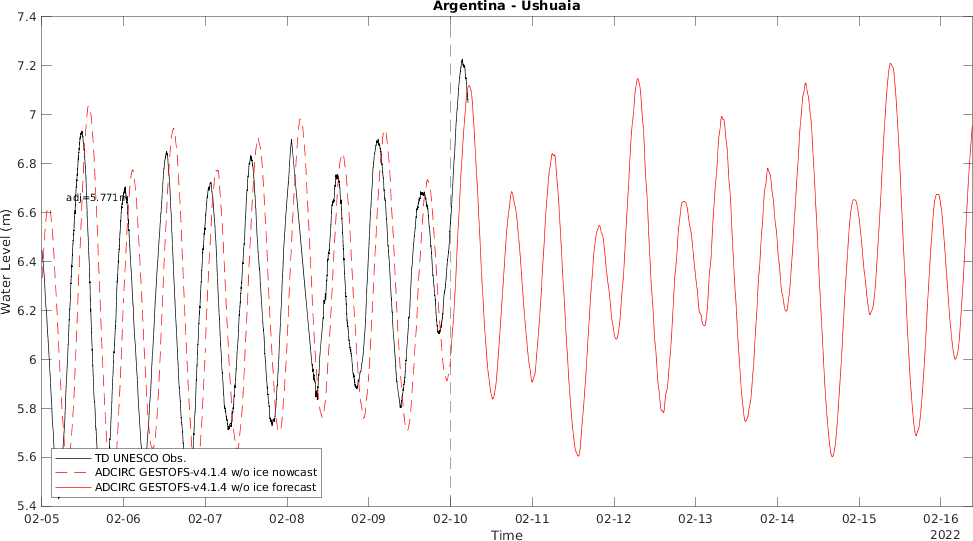 Argentina - Ushuaia
7.4
7.2
7
6.8
6.6
6.4
6.2
6
5.8
5.6
5.4
Water Level (m)
adj=5.771m
TD UNESCO Obs.
ADCIRC GESTOFS-v4.1.4 w/o ice nowcast
ADCIRC GESTOFS-v4.1.4 w/o ice forecast
02-05 02-06 02-07 02-08 02-09 02-10 02-11 02-12 02-13 02-14 02-15 02-16
Time
2022